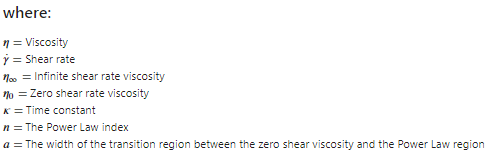 where:
η = Viscosity
γ̇ = Shear rate
η∞ = Infinite shear rate viscosity
η₀ = Zero shear rate viscosity
κ = Time constant
n = The Power Law index
a = The width of the transition region between the zero shear viscosity and the Power Law region